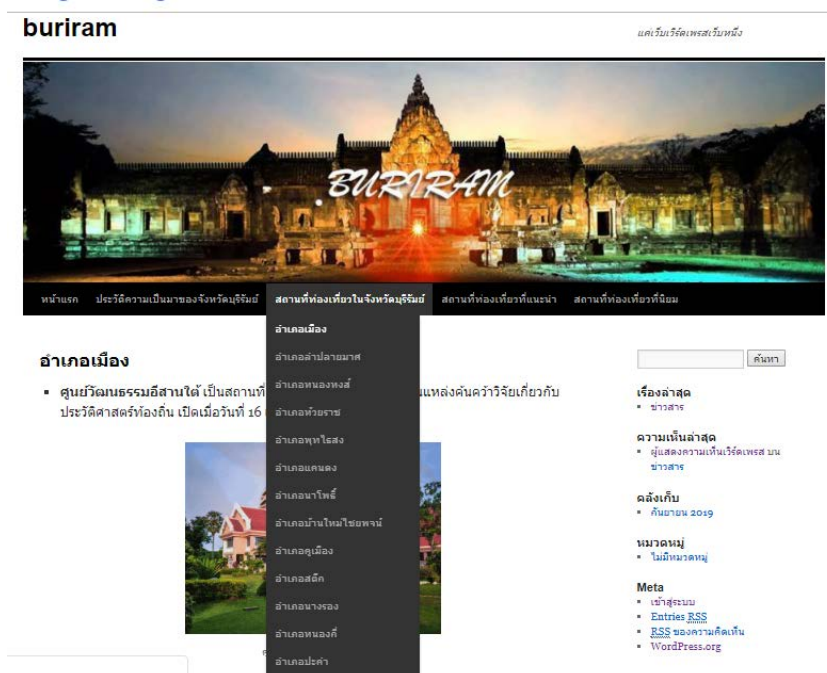 buriram
แค่เว็บเวิร์ดเพรสเว็บหนึ่ง
BURIRAM
หน้าแรก ประวัติความเป็นมาของจังหวัดบุรีรัมย์ สถานที่ท่องเที่ยวในจังหวัดบุรีรัมย์ สถานที่ท่องเที่ยวที่แนะนำ สถานที่ท่องเที่ยวที่นิยม
อำเภอเมือง
อำเภอลำปลายมาศ
อำเภอหนองหงส์
อำเภอห้วยราช
อำเภอพุทไธสง
อำเภอแคนดง
อำเภอนาโพธิ์
อำเภอบ้านใหม่ไชยพจน์
อำเภอคูเมือง
อำเภอสตึก
อำเภอนางรอง
อำเภอหนองกี่
อำเภอปะคำ
อำเภอเมือง
ศูนย์วัฒนธรรมอีสานใต้ เป็นสถานที่ นแหล่งค้นคว้าวิจัยเกี่ยวกับ
ประวัติศาสตร์ท้องถิ่น เปิดเมื่อวันที่ 16
ค้นหา
เรื่องล่าสุด
ข่าวสาร
ความเห็นล่าสุด
ผู้แสดงความเห็นเวิร์ดเพรส บน
ข่าวสาร
คลังเก็บ
กันยายน 2019
หมวดหมู่
ไม่มีหมวดหมู่
Meta
เข้าสู่ระบบ
Entries RSS
RSS ของความคิดเห็น
WordPress.org